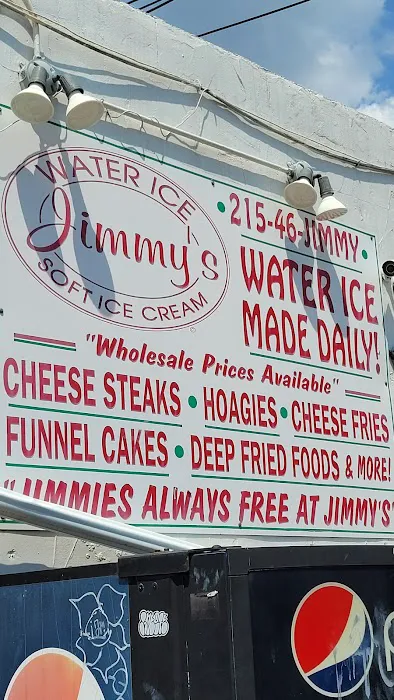 WATER ICE
Jimmy's
SOFT ICE CREAM
215-46-JIMMY
WATER ICE
MADE DAILY!
"Wholesale Prices Available"
CHEESE STEAKS • HOAGIES • CHEESE FRIES
FUNNEL CAKES • DEEP FRIED FOODS & MORE!
"JIMMIES ALWAYS FREE AT JIMMY'S"